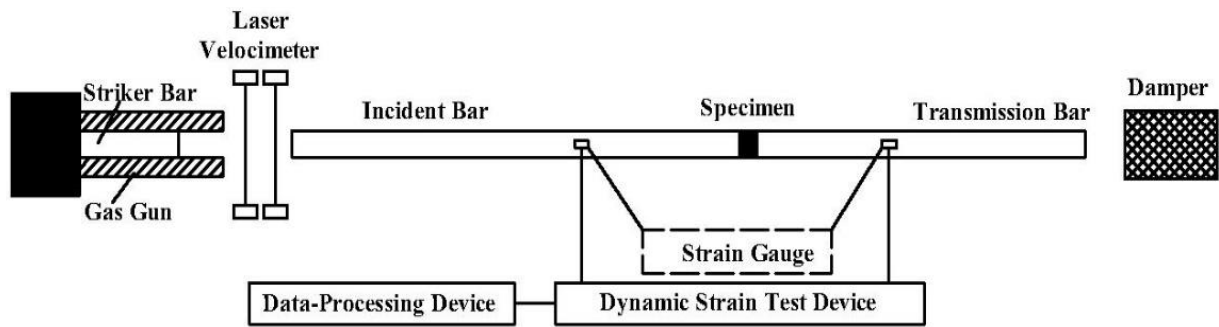 Laser
Velocimeter
Striker Bar
Incident Bar
Specimen
Transmission Bar
Damper
Gas Gun
Strain Gauge
Data-Processing Device
Dynamic Strain Test Device